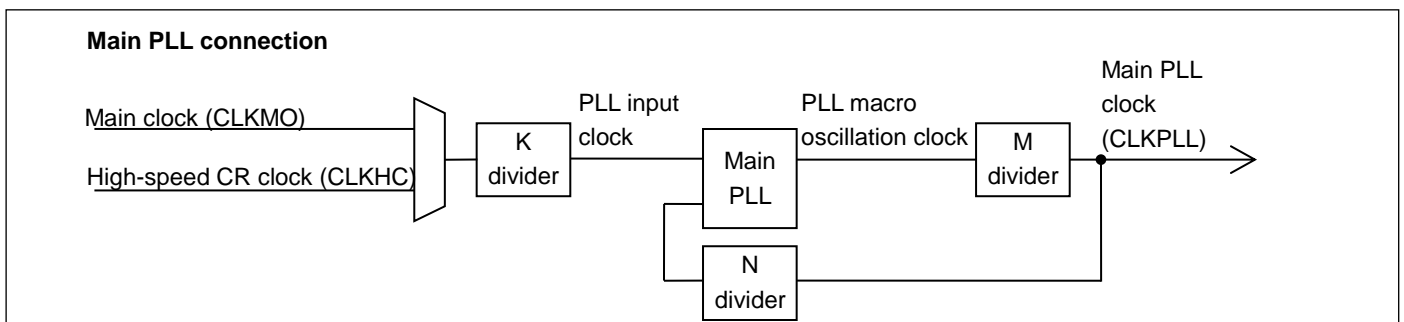 Main PLL connection
Main clock (CLKMO)
High-speed CR clock (CLKHC)
K
divider
PLL input
clock
Main
PLL
PLL macro
oscillation clock
M
divider
Main PLL
clock
(CLKPLL)
N
divider